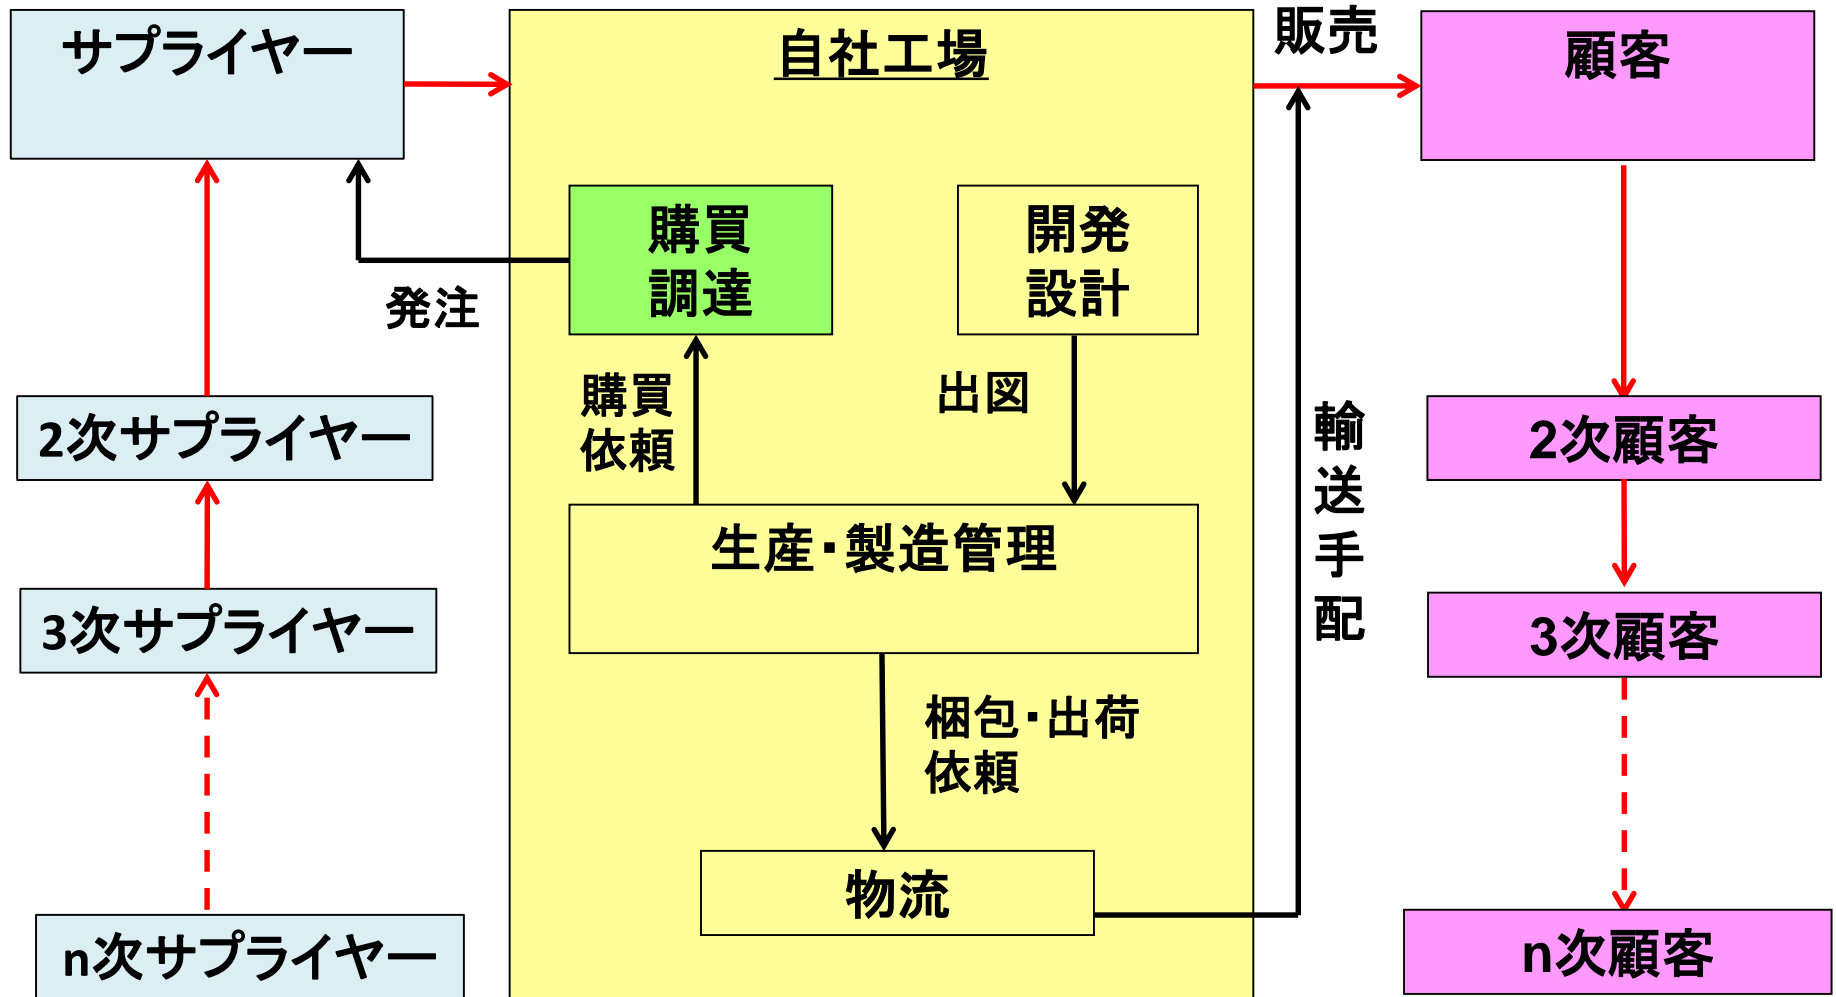 サプライヤー
自社工場
販売
顧客
購買
調達
開発
設計
発注
購買
依頼
出図
輸
送
手
配
2次サプライヤー
2次顧客
生産・製造管理
3次サプライヤー
3次顧客
梱包・出荷
依頼
物流
n次サプライヤー
n次顧客